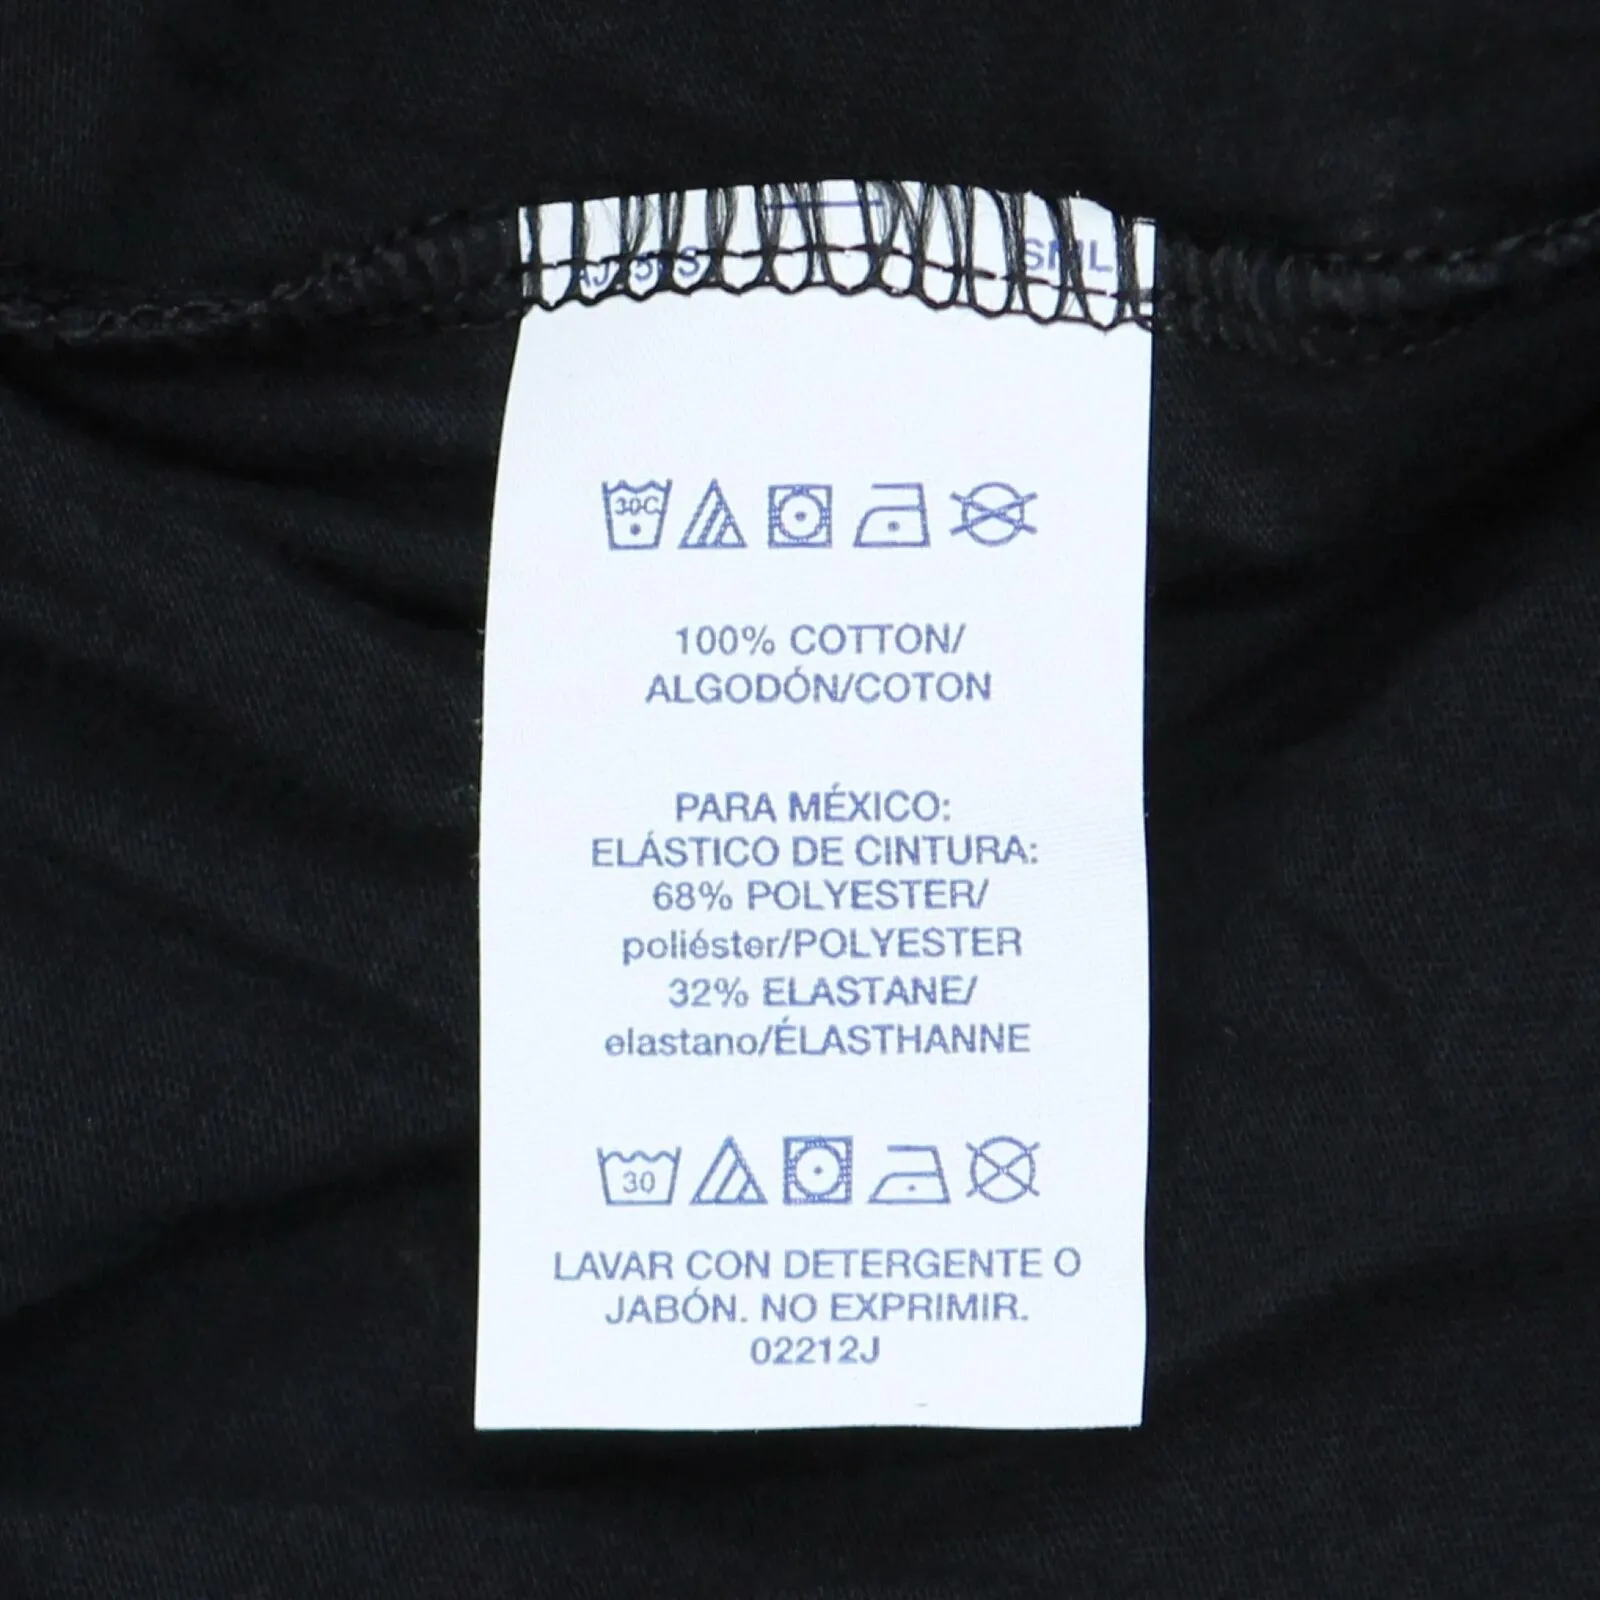 30C
100% COTTON/
ALGODÓN/COTON
PARA MÉXICO:
ELÁSTICO DE CINTURA:
68% POLYESTER/
poliéster/POLYESTER
32% ELASTANE/
elastano/ÉLASTHANNE
30
LAVAR CON DETERGENTE O
JABÓN. NO EXPRIMIR.
02212J